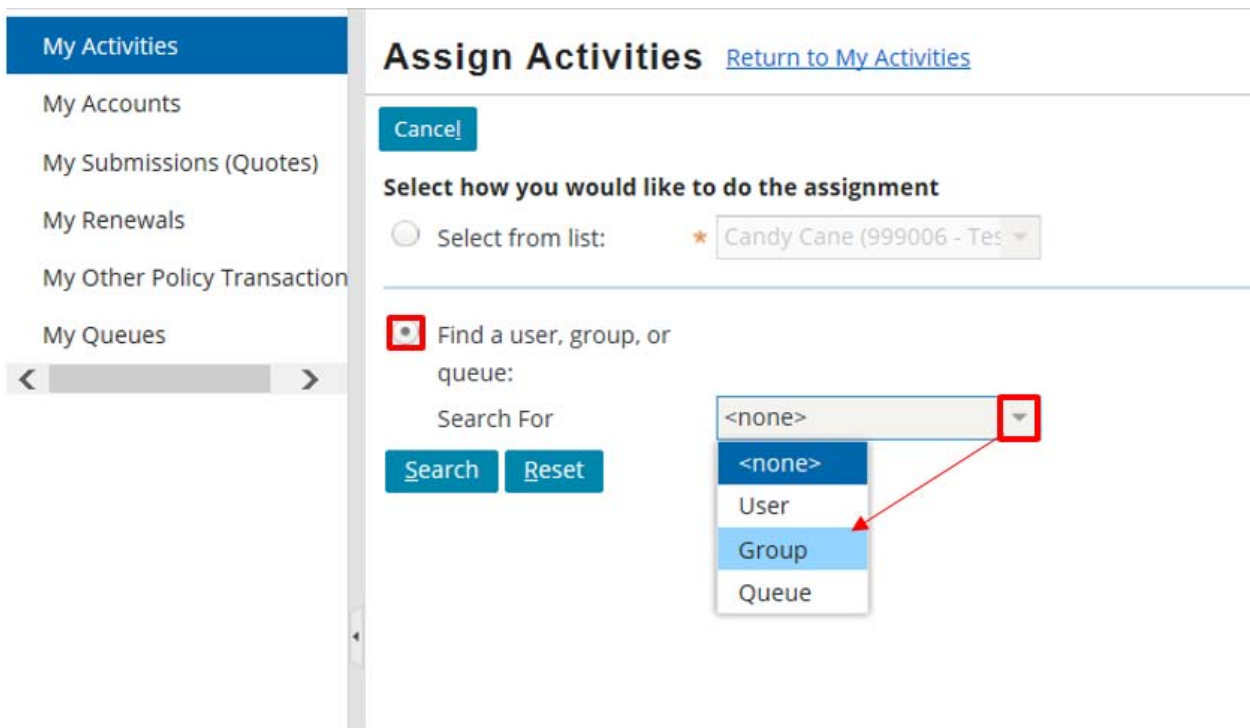 My Activities
My Accounts
My Submissions (Quotes)
My Renewals
My Other Policy Transaction
My Queues
Assign Activities Return to My Activities
Cancel
Select how you would like to do the assignment
Select from list: * Candy Cane (999006 - Tes
Find a user, group, or
queue:
Search For <none>
Search Reset
<none>
User
Group
Queue